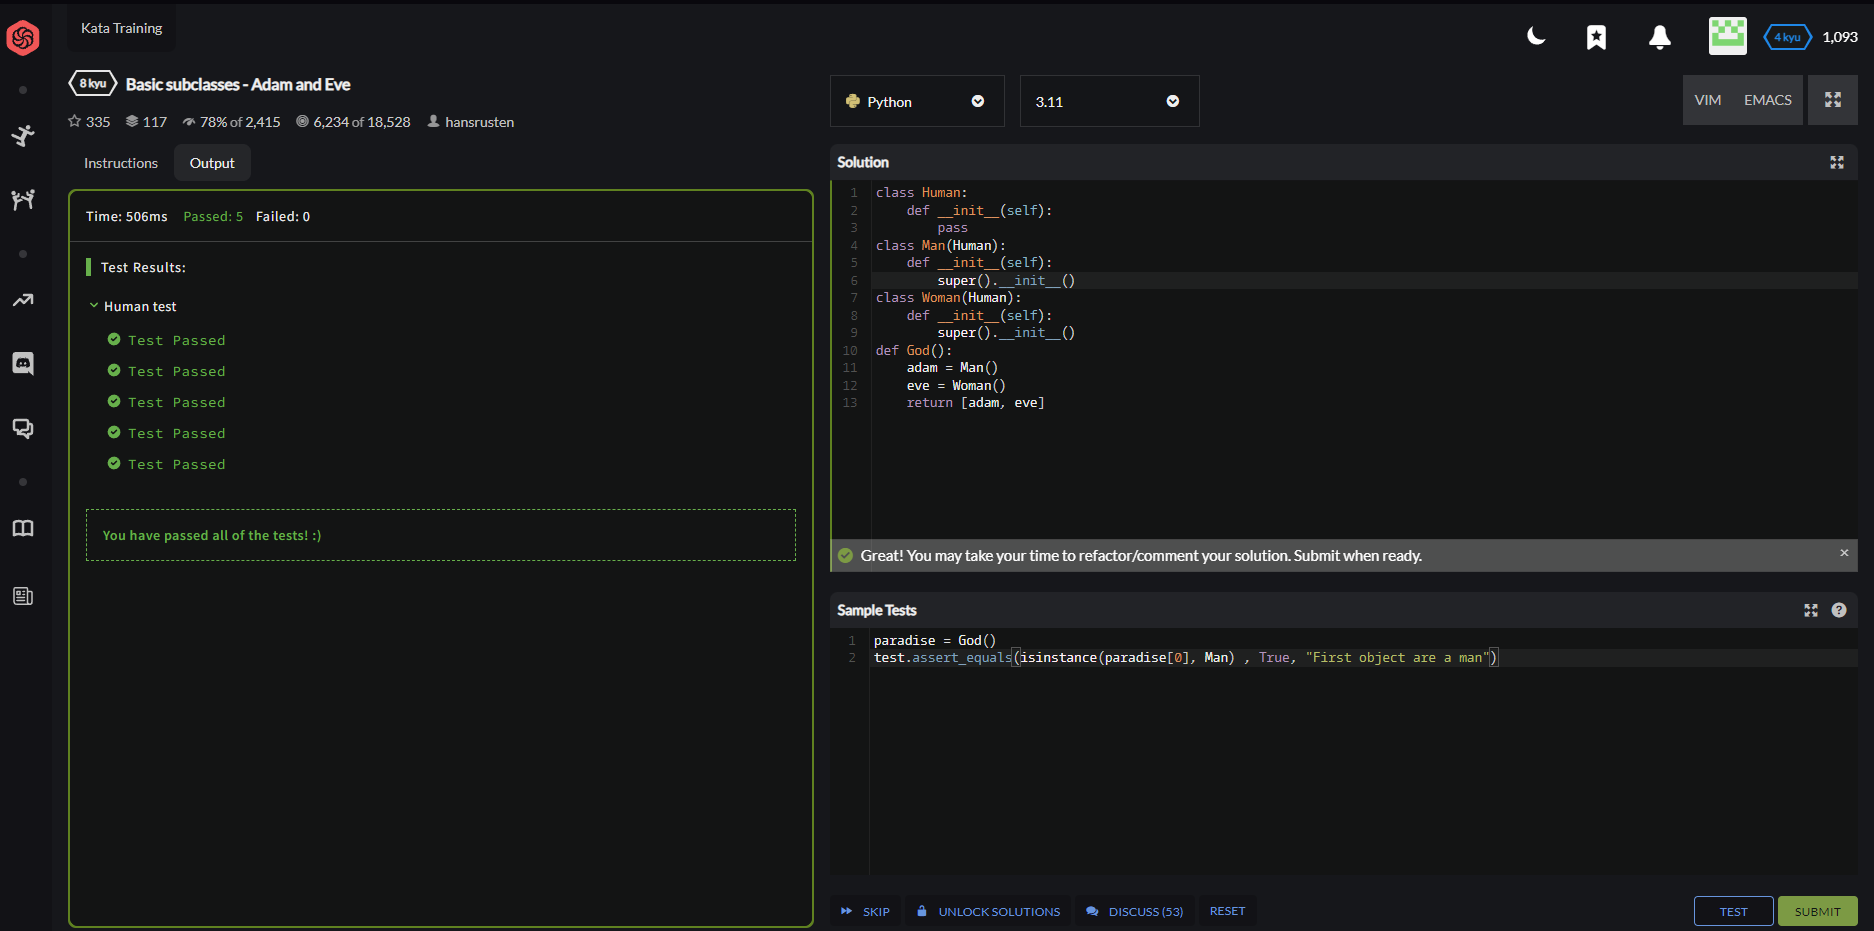 Kata Training
4 kyu 1,093
8 kyu Basic subclasses - Adam and Eve
335 117 78% of 2,415 6,234 of 18,528 hansrusten
Instructions Output
Time: 506ms Passed: 5 Failed: 0
Test Results:
Human test
Test Passed
Test Passed
Test Passed
Test Passed
Test Passed
You have passed all of the tests! :)
Python 3.11 VIM EMACS
Solution
1 class Human:
2     def __init__(self):
3         pass
4 class Man(Human):
5     def __init__(self):
6         super().__init__()
7 class Woman(Human):
8     def __init__(self):
9         super().__init__()
10 def God():
11     adam = Man()
12     eve = Woman()
13     return [adam, eve]
Great! You may take your time to refactor/comment your solution. Submit when ready. ×
Sample Tests ?
1 paradise = God()
2 test.assert_equals(isinstance(paradise[0], Man) , True, "First object are a man")
SKIP UNLOCK SOLUTIONS DISCUSS (53) RESET TEST SUBMIT